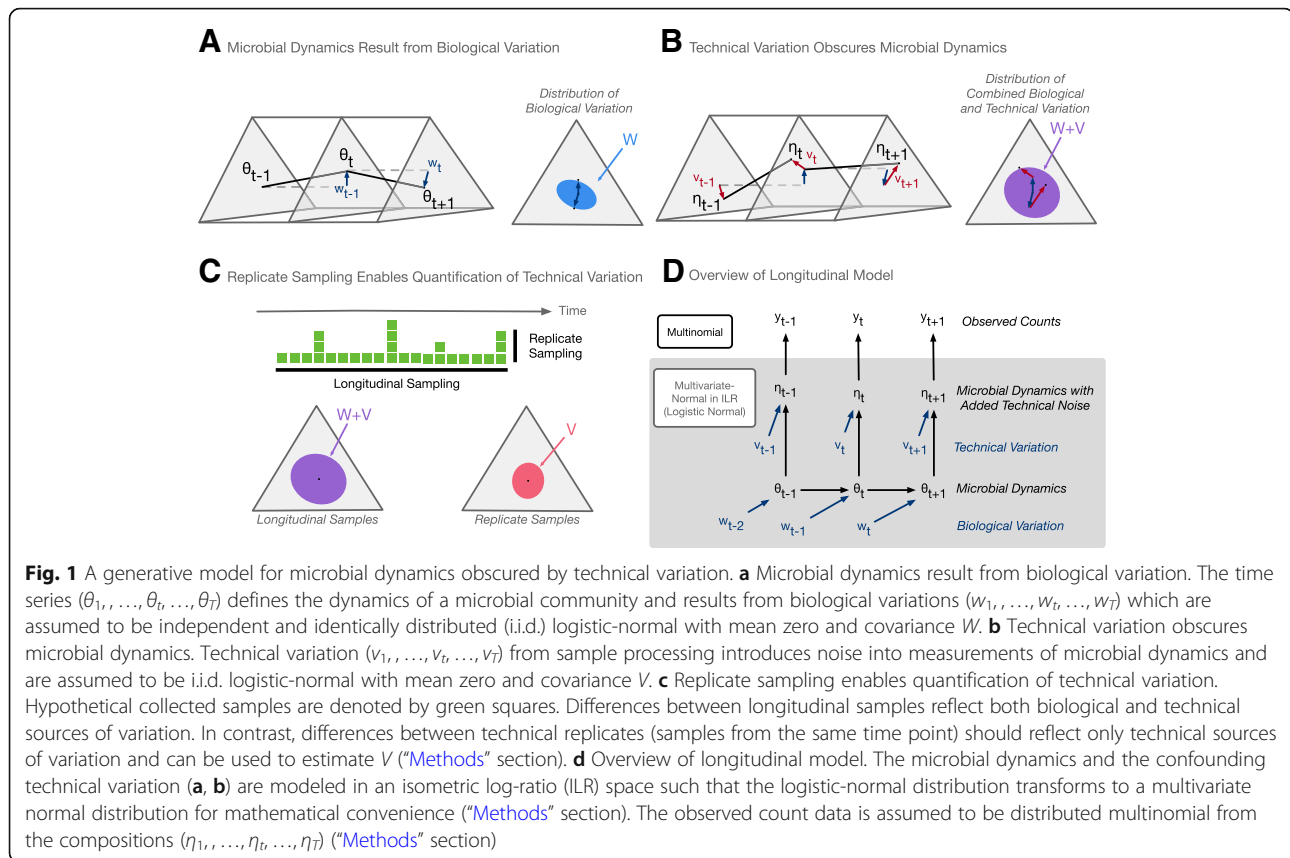 A Microbial Dynamics Result from Biological Variation
Distribution of
Biological Variation
W
θt-1
θt
θt+1
wt-1
wt
B Technical Variation Obscures Microbial Dynamics
Distribution of
Combined Biological
and Technical Variation
W+V
vt-1
ηt-1
ηt
vt
ηt+1
vt+1
C Replicate Sampling Enables Quantification of Technical Variation
Time
Replicate
Sampling
Longitudinal Sampling
W+V
V
Longitudinal Samples
Replicate Samples
D Overview of Longitudinal Model
Multinomial
yt-1 yt yt+1 Observed Counts
Multivariate-
Normal in ILR
(Logistic Normal)
ηt-1 ηt ηt+1 Microbial Dynamics with
Added Technical Noise
vt-1 vt vt+1 Technical Variation
θt-1 θt θt+1 Microbial Dynamics
wt-2 wt-1 wt Biological Variation
Fig. 1 A generative model for microbial dynamics obscured by technical variation. a Microbial dynamics result from biological variation. The time
series (θ1, , …, θt, …, θT) defines the dynamics of a microbial community and results from biological variations (w1, , …, wt, …, wT) which are
assumed to be independent and identically distributed (i.i.d.) logistic-normal with mean zero and covariance W. b Technical variation obscures
microbial dynamics. Technical variation (v1, , …, vt, …, vT) from sample processing introduces noise into measurements of microbial dynamics and
are assumed to be i.i.d. logistic-normal with mean zero and covariance V. c Replicate sampling enables quantification of technical variation.
Hypothetical collected samples are denoted by green squares. Differences between longitudinal samples reflect both biological and technical
sources of variation. In contrast, differences between technical replicates (samples from the same time point) should reflect only technical sources
of variation and can be used to estimate V (“Methods” section). d Overview of longitudinal model. The microbial dynamics and the confounding
technical variation (a, b) are modeled in an isometric log-ratio (ILR) space such that the logistic-normal distribution transforms to a multivariate
normal distribution for mathematical convenience (“Methods” section). The observed count data is assumed to be distributed multinomial from
the compositions (η1, , …, ηt, …, ηT) (“Methods” section)